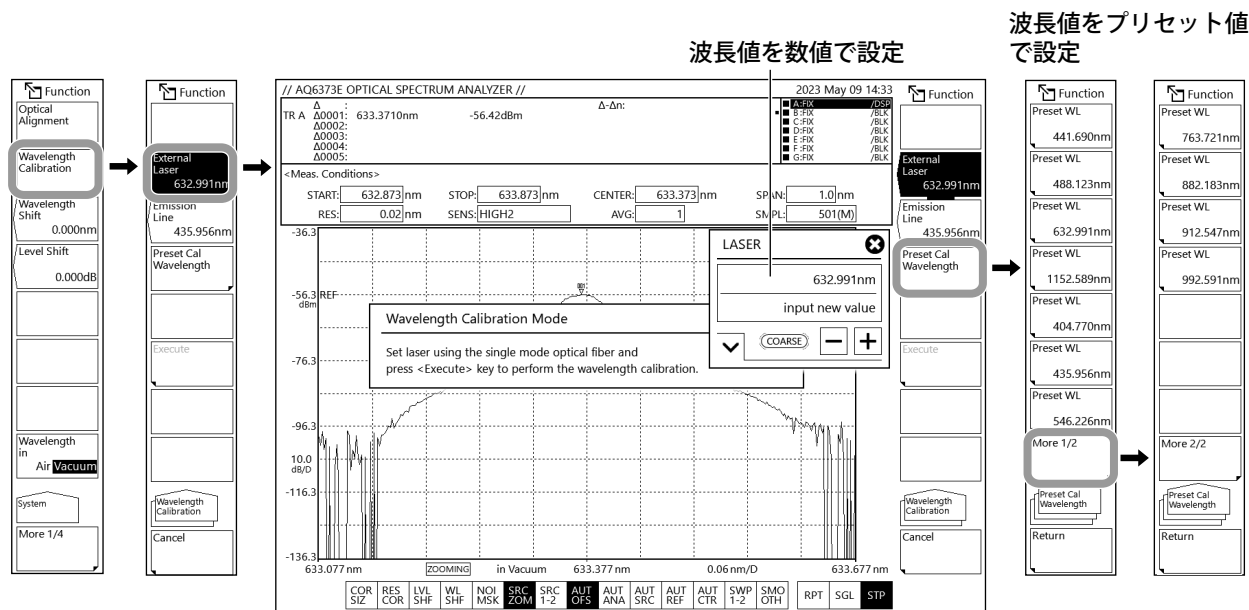 波長値をプリセット値
で設定
波長値を数値で設定
Function
Optical
Alignment
Wavelength
Calibration
Wavelength
Shift
0.000nm
Level Shift
0.000dB
Wavelength
in
Air Vacuum
System
More 1/4
Function
External
Laser
632.991nm
Emission
Line
435.956nm
Preset Cal
Wavelength
Execute
Wavelength
Calibration
Cancel
// AQ6373E OPTICAL SPECTRUM ANALYZER // 2023 May 09 14:33
Δ : Δ-Δn:
TR A Δ0001: 633.3710nm -56.42dBm
Δ0002:
Δ0003:
Δ0004:
Δ0005:
A:FIX /DSP
B:FIX /BLK
C:FIX /BLK
D:FIX /BLK
E:FIX /BLK
F:FIX /BLK
G:FIX /BLK
<Meas. Conditions>
START: 632.873 nm STOP: 633.873 nm CENTER: 633.373 nm SPAN: 1.0 nm
RES: 0.02 nm SENS: HIGH2 AVG: 1 SMPL: 501(M)
-36.3
-56.3 REF
dBm
-76.3
-96.3
10.0
dB/D
-116.3
-136.3
Wavelength Calibration Mode
Set laser using the single mode optical fiber and
press <Execute> key to perform the wavelength calibration.
LASER
632.991nm
input new value
COARSE
633.077 nm ZOOMING in Vacuum 633.377 nm 0.06 nm/D 633.677 nm
COR SIZ
RES COR
LVL SHF
WL SHF
NOI MSK
SRC ZOM
SRC 1-2
AUT OFS
AUT ANA
AUT SRC
AUT REF
AUT CTR
SWP 1-2
SMO OTH
RPT
SGL
STP
Function
External
Laser
632.991nm
Emission
Line
435.956nm
Preset Cal
Wavelength
Execute
Wavelength
Calibration
Cancel
Function
Preset WL
441.690nm
Preset WL
488.123nm
Preset WL
632.991nm
Preset WL
1152.589nm
Preset WL
404.770nm
Preset WL
435.956nm
Preset WL
546.226nm
More 1/2
Preset Cal
Wavelength
Return
Function
Preset WL
763.721nm
Preset WL
882.183nm
Preset WL
912.547nm
Preset WL
992.591nm
More 2/2
Preset Cal
Wavelength
Return